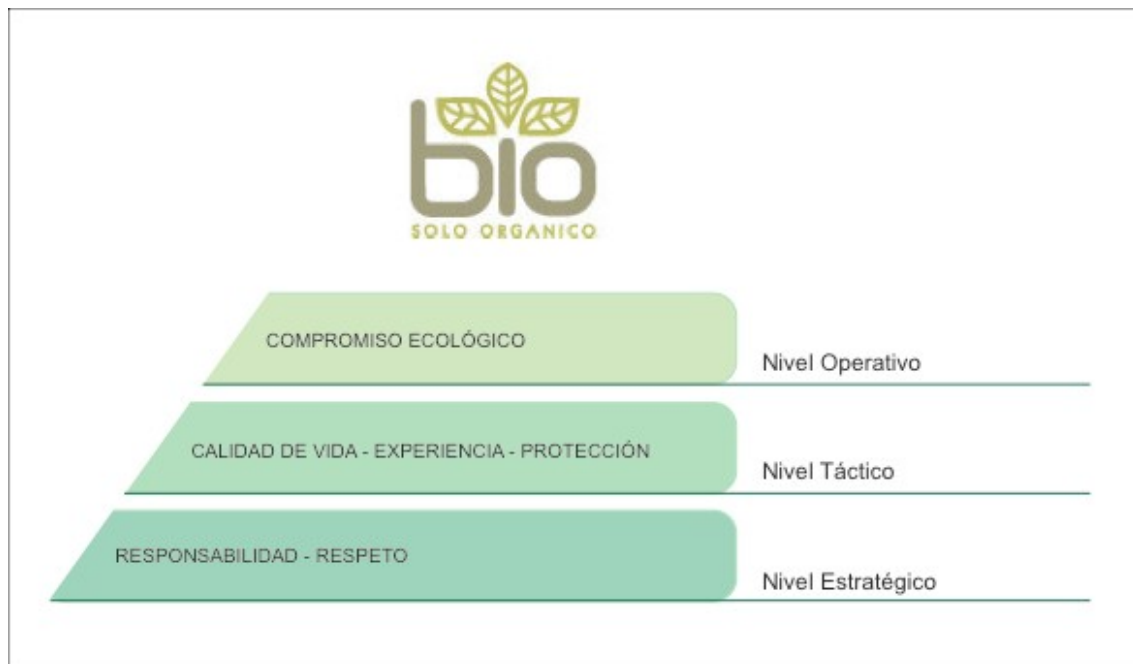 bio
SOLO ORGANICO
COMPROMISO ECOLÓGICO
Nivel Operativo
CALIDAD DE VIDA - EXPERIENCIA - PROTECCIÓN
Nivel Táctico
RESPONSABILIDAD - RESPETO
Nivel Estratégico